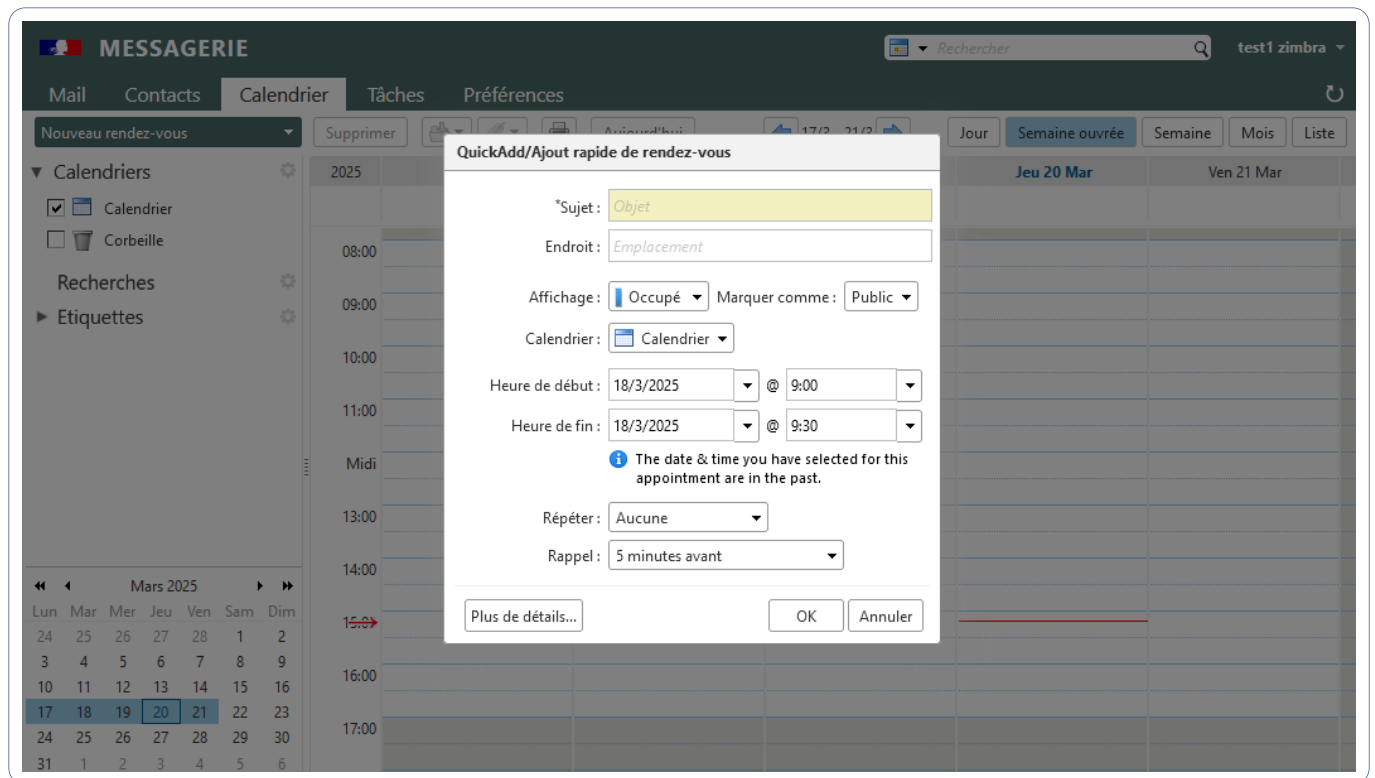 MESSAGERIE
Rechercher
test1 zimbra
Mail Contacts Calendrier Tâches Préférences
Nouveau rendez-vous Supprimer Aujourd'hui 17/3 - 21/3 Jour Semaine ouvrée Semaine Mois Liste
QuickAdd/Ajout rapide de rendez-vous
Calendriers
2025 Jeu 20 Mar Ven 21 Mar
Calendrier
Corbeille
Recherches
Etiquettes
*Sujet : Objet
Endroit : Emplacement
Affichage : Occupé Marquer comme : Public
Calendrier : Calendrier
Heure de début : 18/3/2025 @ 9:00
Heure de fin : 18/3/2025 @ 9:30
The date & time you have selected for this
appointment are in the past.
Répéter : Aucune
Rappel : 5 minutes avant
Plus de détails... OK Annuler
08:00
09:00
10:00
11:00
Midi
13:00
14:00
16:00
17:00
Mars 2025
Lun Mar Mer Jeu Ven Sam Dim
24 25 26 27 28 1 2
3 4 5 6 7 8 9
10 11 12 13 14 15 16
17 18 19 20 21 22 23
24 25 26 27 28 29 30
31 1 2 3 4 5 6